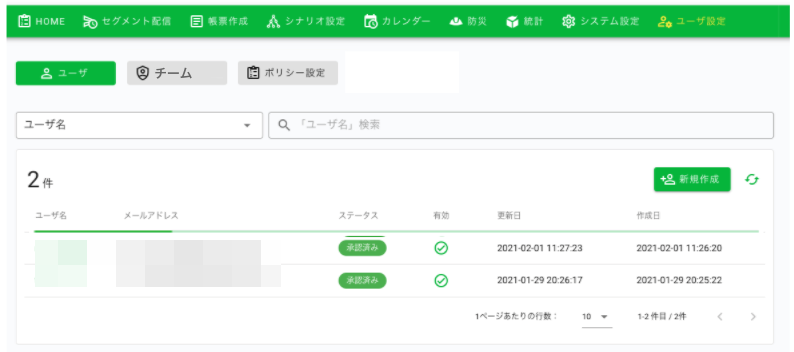 HOME セグメント配信 帳票作成 シナリオ設定 カレンダー 防災 統計 システム設定 ユーザ設定
ユーザ チーム ポリシー設定
ユーザ名 「ユーザ名」検索
2件 新規作成
ユーザ名 メールアドレス ステータス 有効 更新日 作成日
承認済み 2021-02-01 11:27:23 2021-02-01 11:26:20
承認済み 2021-01-29 20:26:17 2021-01-29 20:25:22
1ページあたりの行数： 10 1-2 件目 / 2件